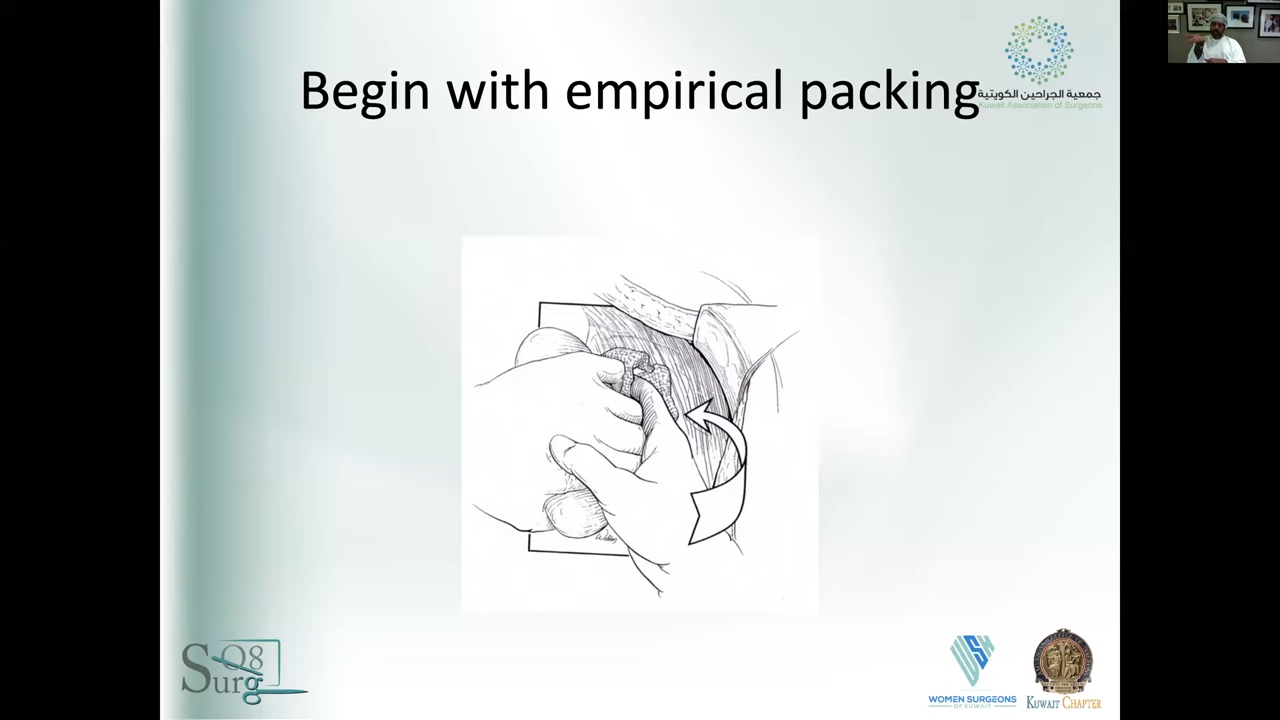 Begin with empirical packing
جمعية الجراحين الكويتية
Kuwait Association of Surgeons
SurgQ8
WOMEN SURGEONS
OF KUWAIT
KUWAIT CHAPTER